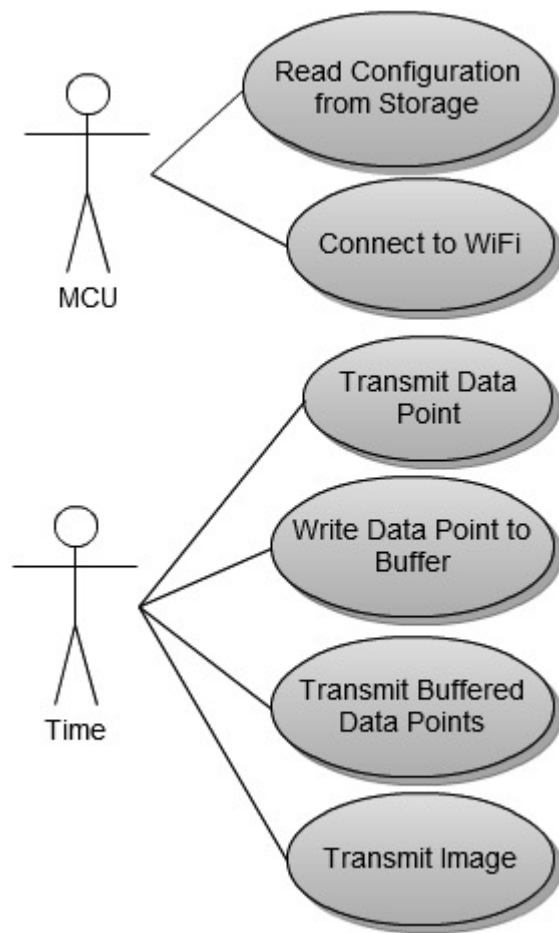 Read Configuration
from Storage
Connect to WiFi
MCU
Transmit Data
Point
Write Data Point to
Buffer
Transmit Buffered
Data Points
Time
Transmit Image